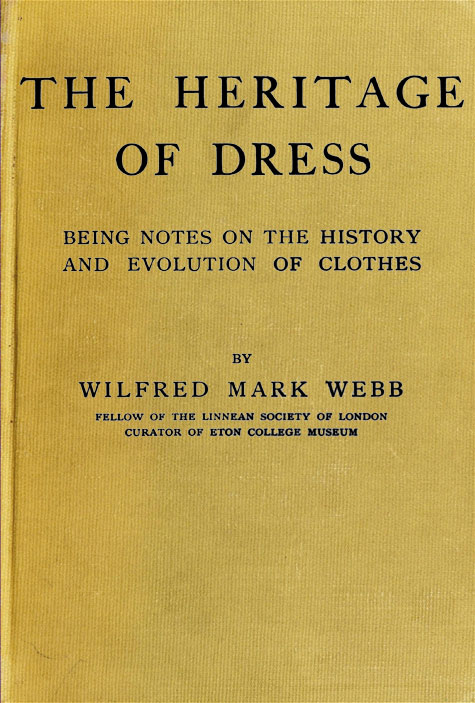 THE HERITAGE
OF DRESS
BEING NOTES ON THE HISTORY
AND EVOLUTION OF CLOTHES
BY
WILFRED MARK WEBB
FELLOW OF THE LINNEAN SOCIETY OF LONDON
CURATOR OF ETON COLLEGE MUSEUM